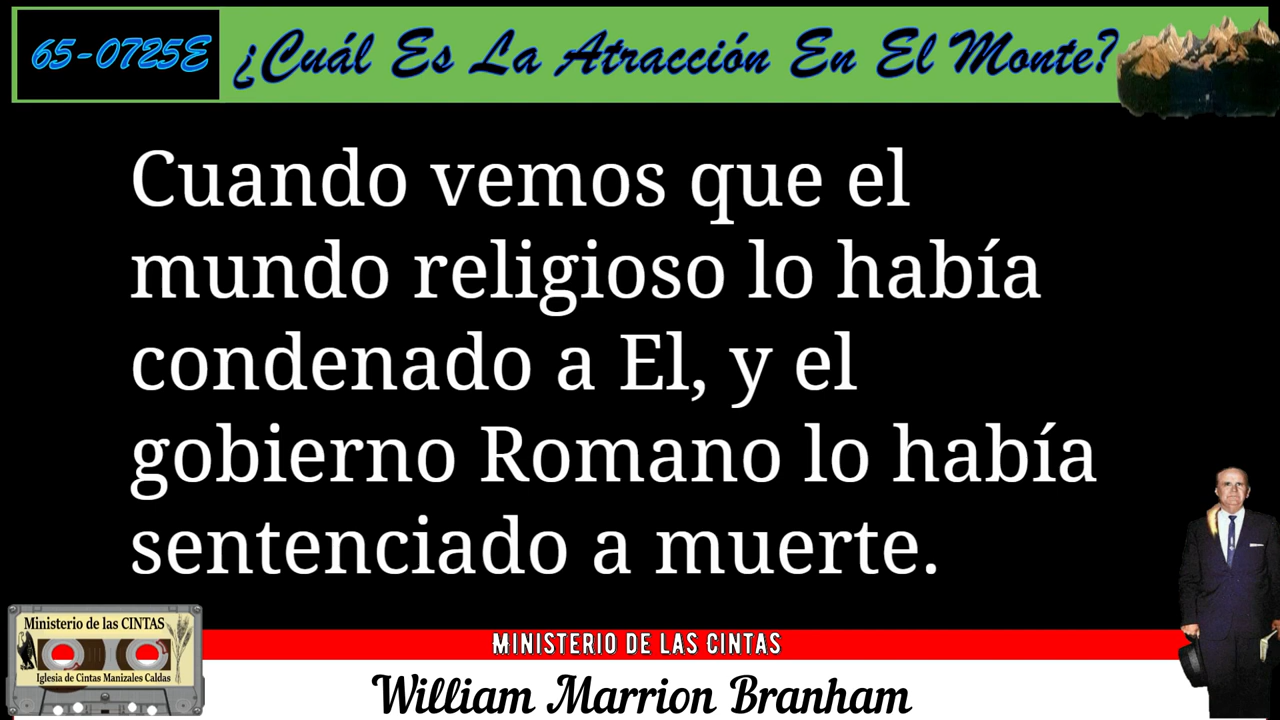 65-0725E ¿Cuál Es La Atracción En El Monte?
Cuando vemos que el
mundo religioso lo había
condenado a El, y el
gobierno Romano lo había
sentenciado a muerte.
Ministerio de las CINTAS
Iglesia de Cintas Manizales Caldas
MINISTERIO DE LAS CINTAS
William Marrion Branham